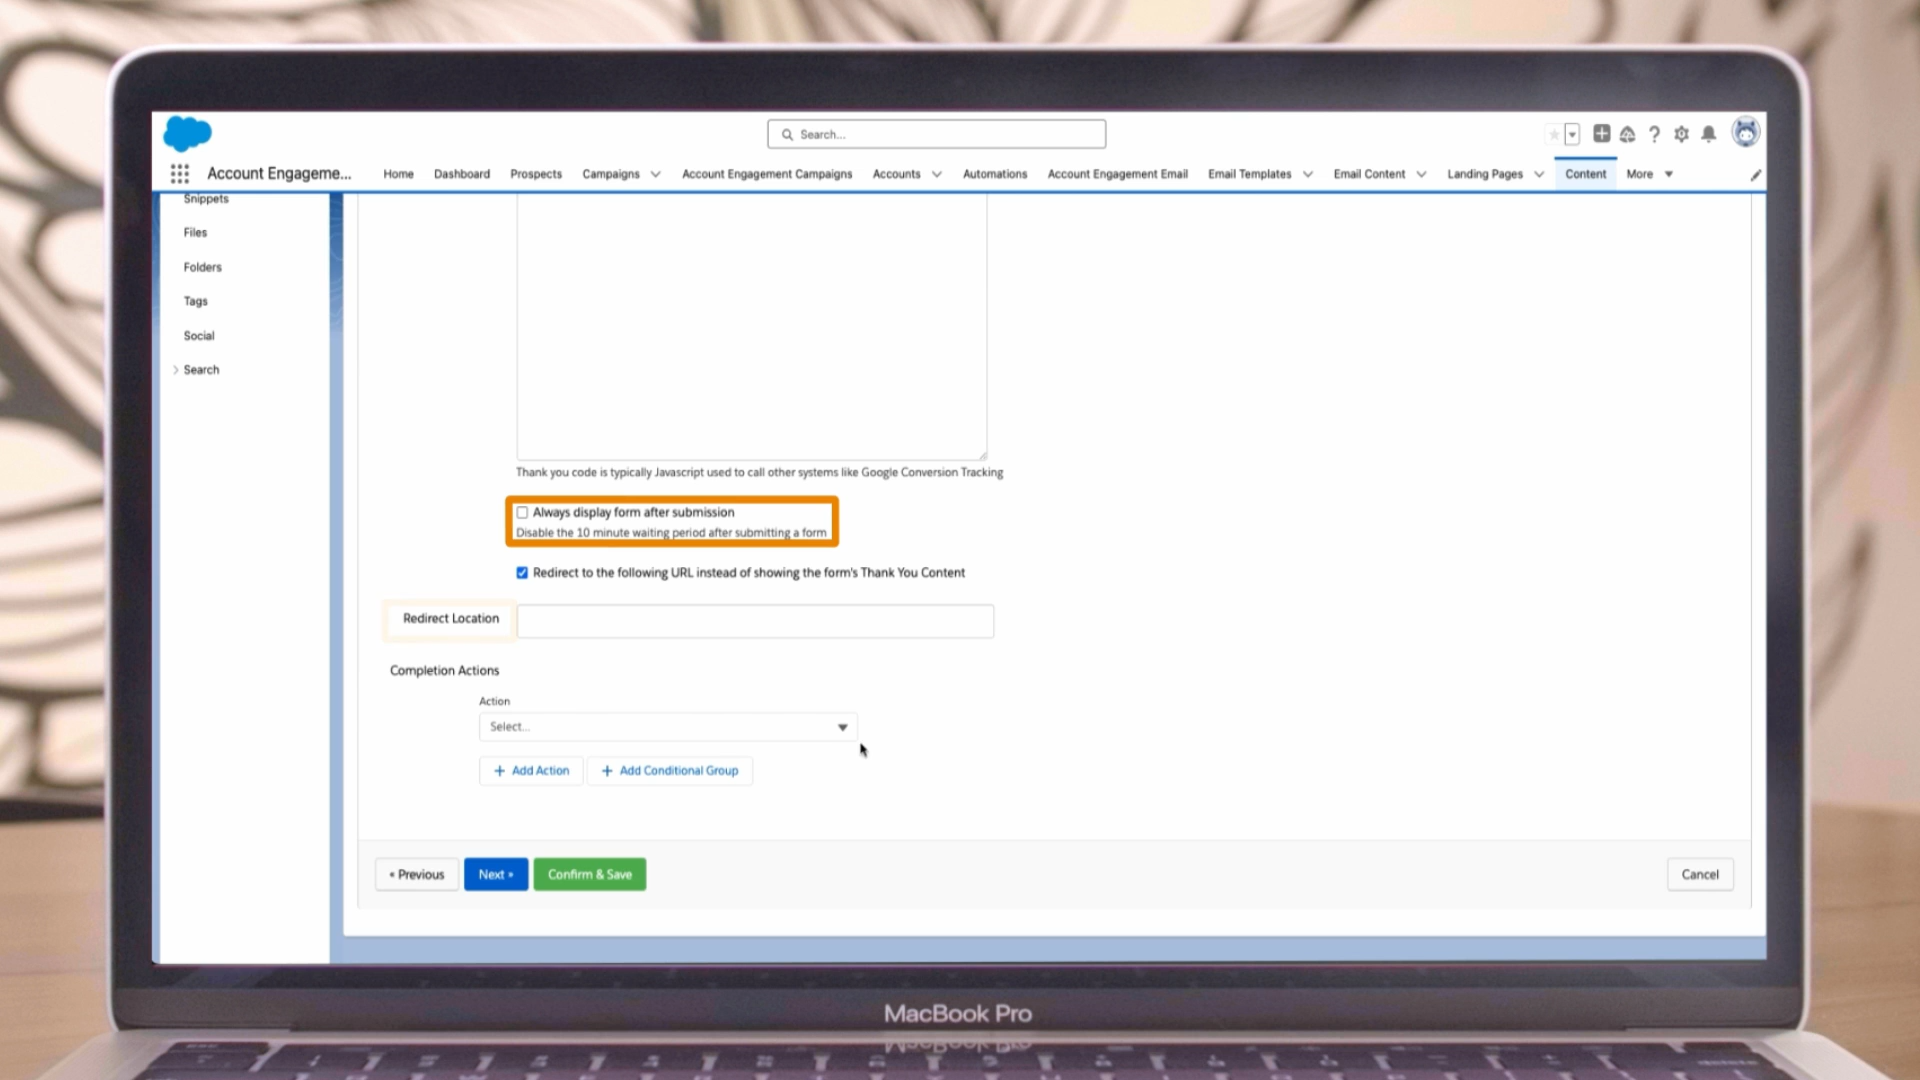 Search...
Account Engageme...
Home
Dashboard
Prospects
Campaigns
Account Engagement Campaigns
Accounts
Automations
Account Engagement Email
Email Templates
Email Content
Landing Pages
Content
More
Snippets
Files
Folders
Tags
Social
Search
Thank you code is typically Javascript used to call other systems like Google Conversion Tracking
Always display form after submission
Disable the 10 minute waiting period after submitting a form
Redirect to the following URL instead of showing the form's Thank You Content
Redirect Location
Completion Actions
Action
Select...
+ Add Action
+ Add Conditional Group
« Previous
Next »
Confirm & Save
Cancel
MacBook Pro